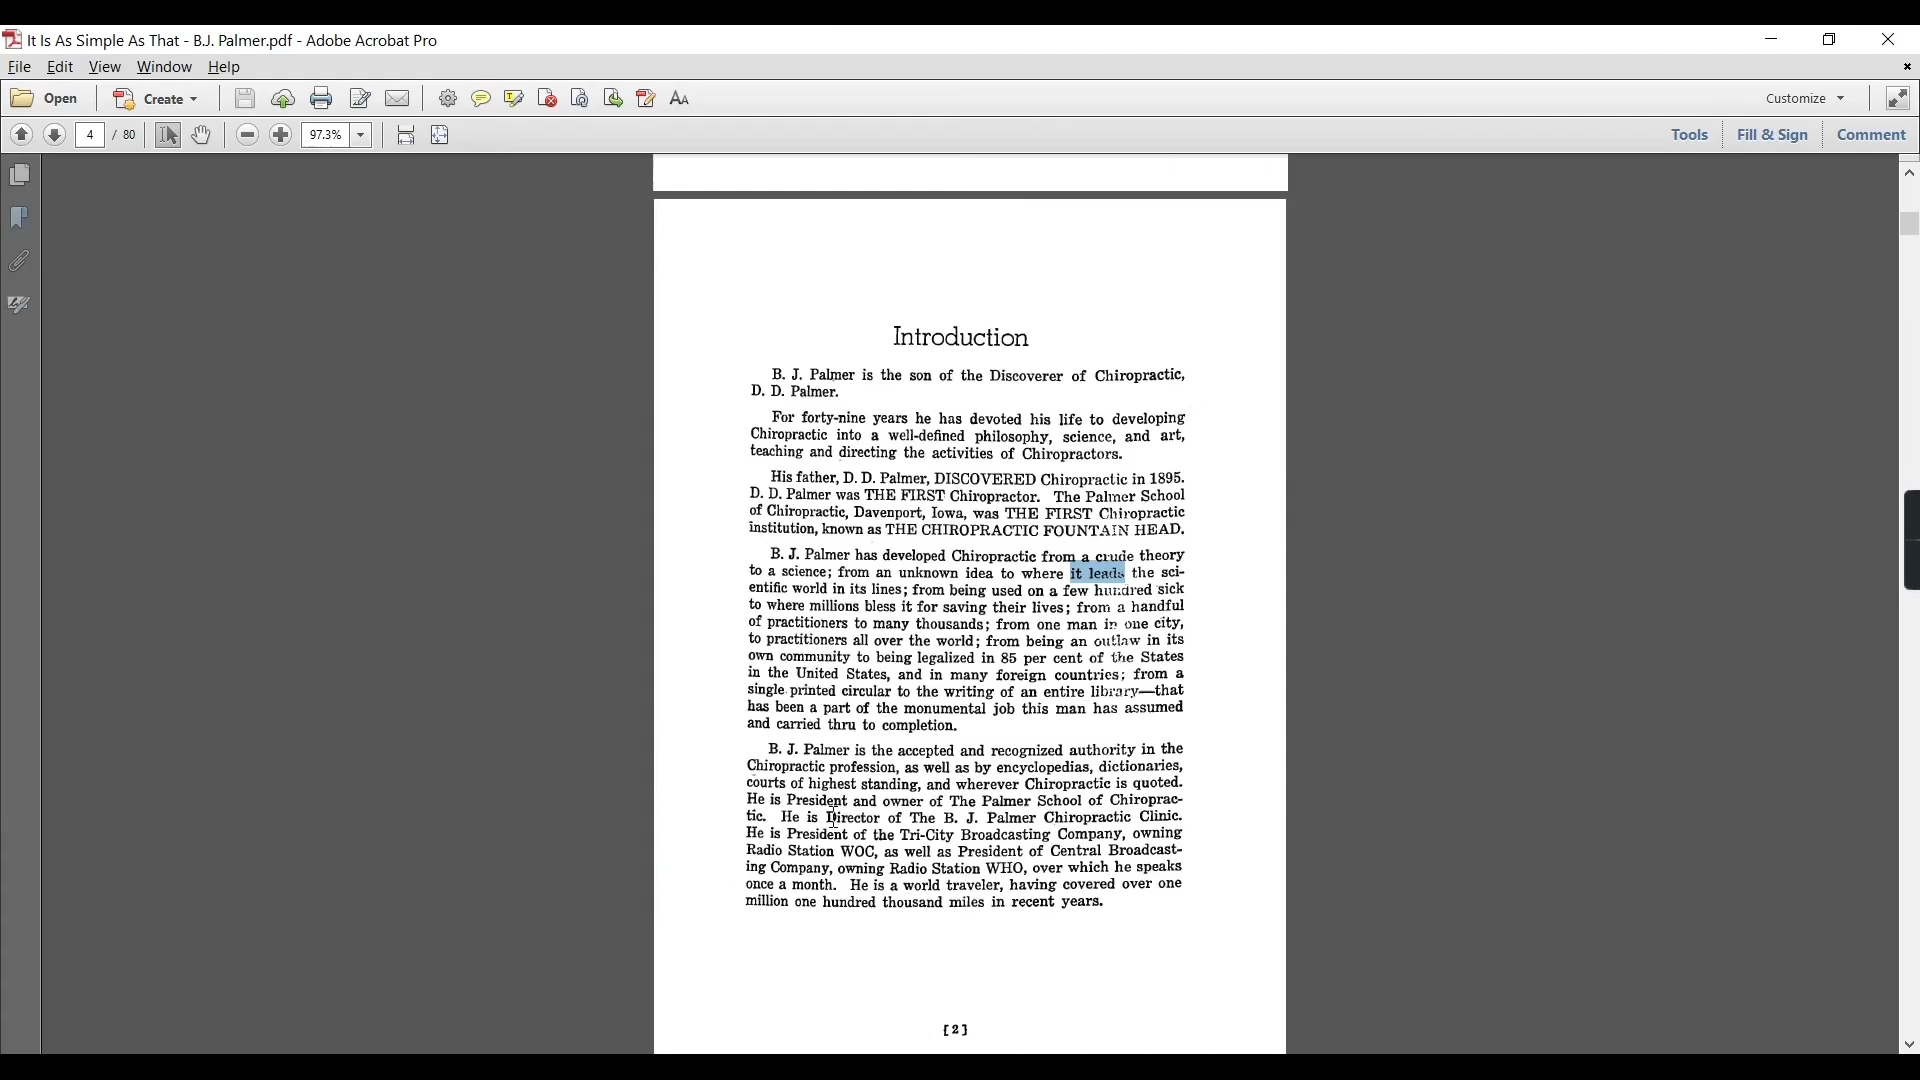 It Is As Simple As That - B.J. Palmer.pdf - Adobe Acrobat Pro
File Edit View Window Help
Open Create Customize
4 / 80 97.3% Tools Fill & Sign Comment
Introduction
B. J. Palmer is the son of the Discoverer of Chiropractic,
D. D. Palmer.
For forty-nine years he has devoted his life to developing
Chiropractic into a well-defined philosophy, science, and art,
teaching and directing the activities of Chiropractors.
His father, D. D. Palmer, DISCOVERED Chiropractic in 1895.
D. D. Palmer was THE FIRST Chiropractor. The Palmer School
of Chiropractic, Davenport, Iowa, was THE FIRST Chiropractic
institution, known as THE CHIROPRACTIC FOUNTAIN HEAD.
B. J. Palmer has developed Chiropractic from a crude theory
to a science; from an unknown idea to where it leads the sci-
entific world in its lines; from being used on a few hundred sick
to where millions bless it for saving their lives; from a handful
of practitioners to many thousands; from one man in one city,
to practitioners all over the world; from being an outlaw in its
own community to being legalized in 85 per cent of the States
in the United States, and in many foreign countries; from a
single printed circular to the writing of an entire library—that
has been a part of the monumental job this man has assumed
and carried thru to completion.
B. J. Palmer is the accepted and recognized authority in the
Chiropractic profession, as well as by encyclopedias, dictionaries,
courts of highest standing, and wherever Chiropractic is quoted.
He is President and owner of The Palmer School of Chiroprac-
tic. He is Director of The B. J. Palmer Chiropractic Clinic.
He is President of the Tri-City Broadcasting Company, owning
Radio Station WOC, as well as President of Central Broadcast-
ing Company, owning Radio Station WHO, over which he speaks
once a month. He is a world traveler, having covered over one
million one hundred thousand miles in recent years.
[2]